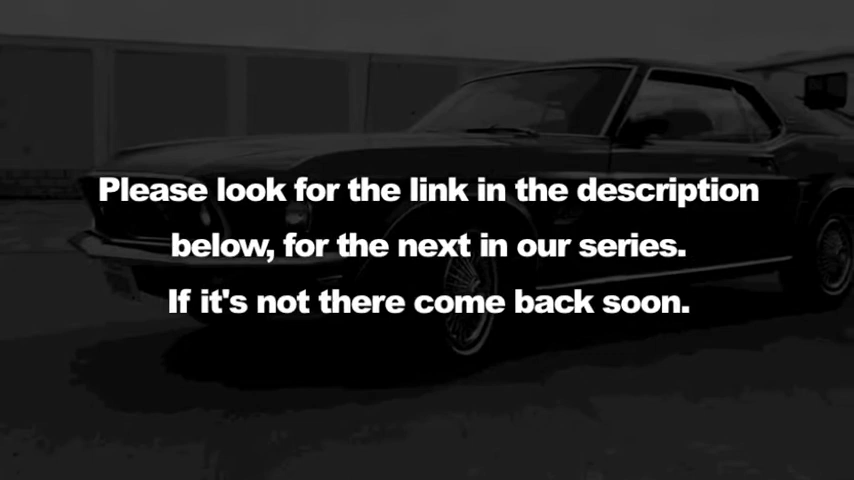 Please look for the link in the description
below, for the next in our series.
If it's not there come back soon.